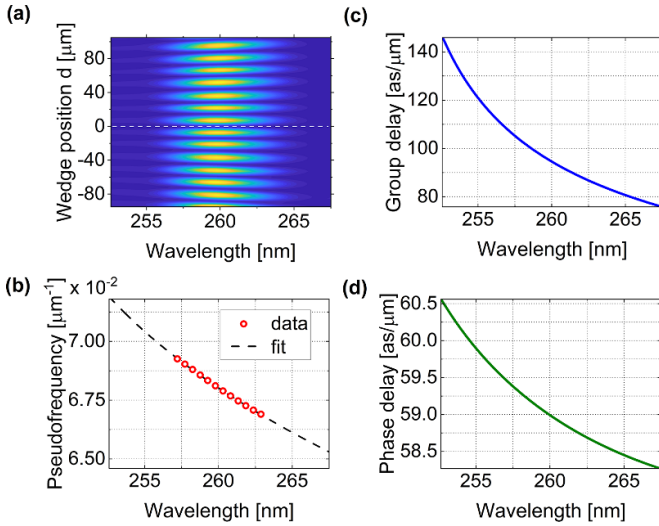 (a)
Wedge position d [μm]
80
40
0
-40
-80
255
260
265
Wavelength [nm]
(b)
x 10⁻²
Pseudofrequency [μm⁻¹]
7.00
6.75
6.50
data
fit
255
260
265
Wavelength [nm]
(c)
Group delay [as/μm]
140
120
100
80
255
260
265
Wavelength [nm]
(d)
Phase delay [as/μm]
60.5
60.0
59.5
59.0
58.5
255
260
265
Wavelength [nm]